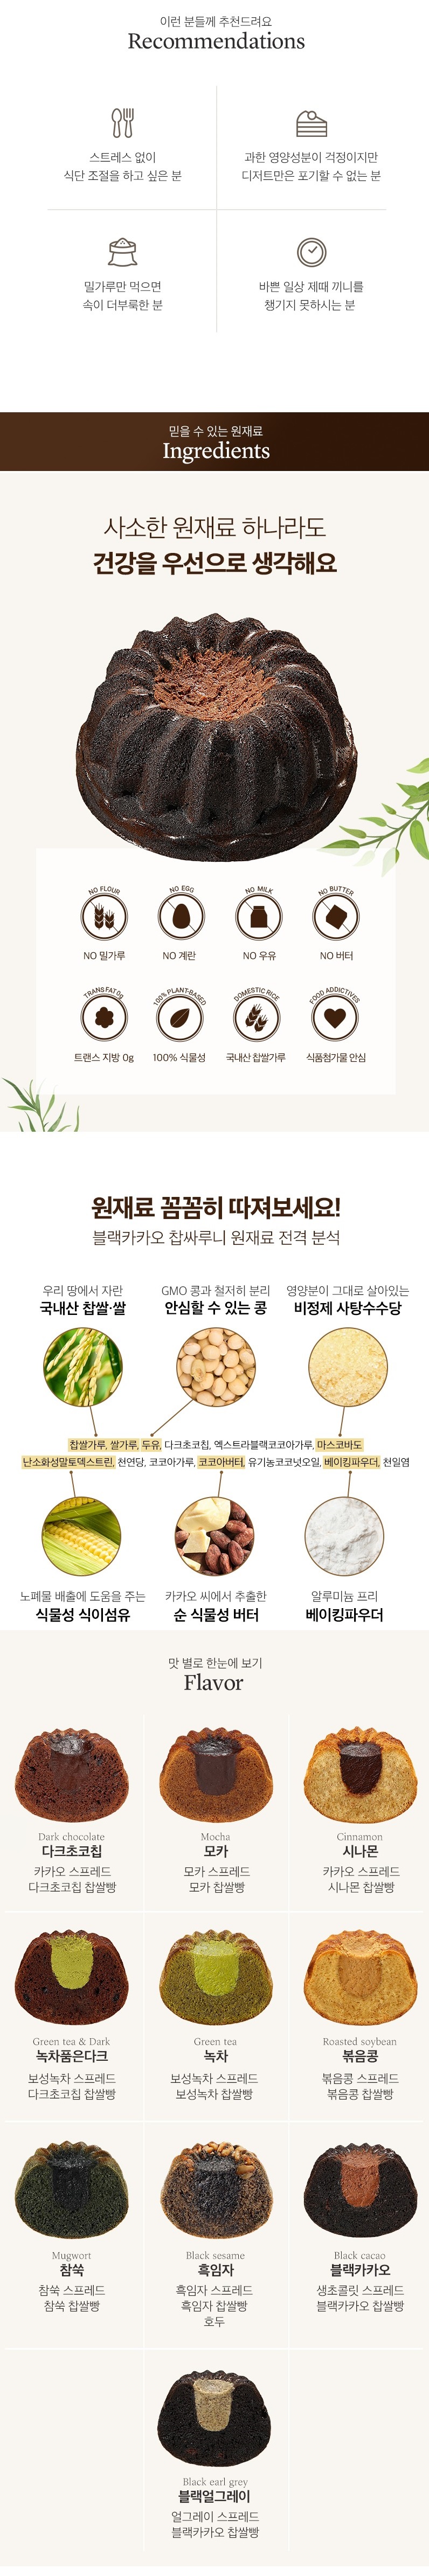 이런 분들께 추천드려요
Recommendations
스트레스 없이
식단 조절을 하고 싶은 분
과한 영양성분이 걱정이지만
디저트만은 포기할 수 없는 분
밀가루만 먹으면
속이 더부룩한 분
바쁜 일상 제때 끼니를
챙기지 못하시는 분
믿을 수 있는 원재료
Ingredients
사소한 원재료 하나라도
건강을 우선으로 생각해요
NO FLOUR
NO EGG
NO MILK
NO BUTTER
NO 밀가루
NO 계란
NO 우유
NO 버터
TRANS FAT 0g
100% PLANT-BASED
DOMESTIC RICE
FOOD ADDICTIVES
트랜스 지방 0g
100% 식물성
국내산 찹쌀가루
식품첨가물 안심
원재료 꼼꼼히 따져보세요!
블랙카카오 찹싸루니 원재료 전격 분석
우리 땅에서 자란
국내산 찹쌀·쌀
GMO 콩과 철저히 분리
안심할 수 있는 콩
영양분이 그대로 살아있는
비정제 사탕수수당
찹쌀가루, 쌀가루, 두유, 다크초코칩, 엑스트라블랙코코아가루, 마스코바도
난소화성말토덱스트린, 천연당, 코코아가루, 코코아버터, 유기농코코넛오일, 베이킹파우더, 천일염
노폐물 배출에 도움을 주는
식물성 식이섬유
카카오 씨에서 추출한
순 식물성 버터
알루미늄 프리
베이킹파우더
맛 별로 한눈에 보기
Flavor
Dark chocolate
다크초코칩
카카오 스프레드
다크초코칩 찹쌀빵
Mocha
모카
모카 스프레드
모카 찹쌀빵
Cinnamon
시나몬
카카오 스프레드
시나몬 찹쌀빵
Green tea & Dark
녹차품은다크
보성녹차 스프레드
다크초코칩 찹쌀빵
Green tea
녹차
보성녹차 스프레드
보성녹차 찹쌀빵
Roasted soybean
볶음콩
볶음콩 스프레드
볶음콩 찹쌀빵
Mugwort
참쑥
참쑥 스프레드
참쑥 찹쌀빵
Black sesame
흑임자
흑임자 스프레드
흑임자 찹쌀빵
호두
Black cacao
블랙카카오
생초콜릿 스프레드
블랙카카오 찹쌀빵
Black earl grey
블랙얼그레이
얼그레이 스프레드
블랙카카오 찹쌀빵